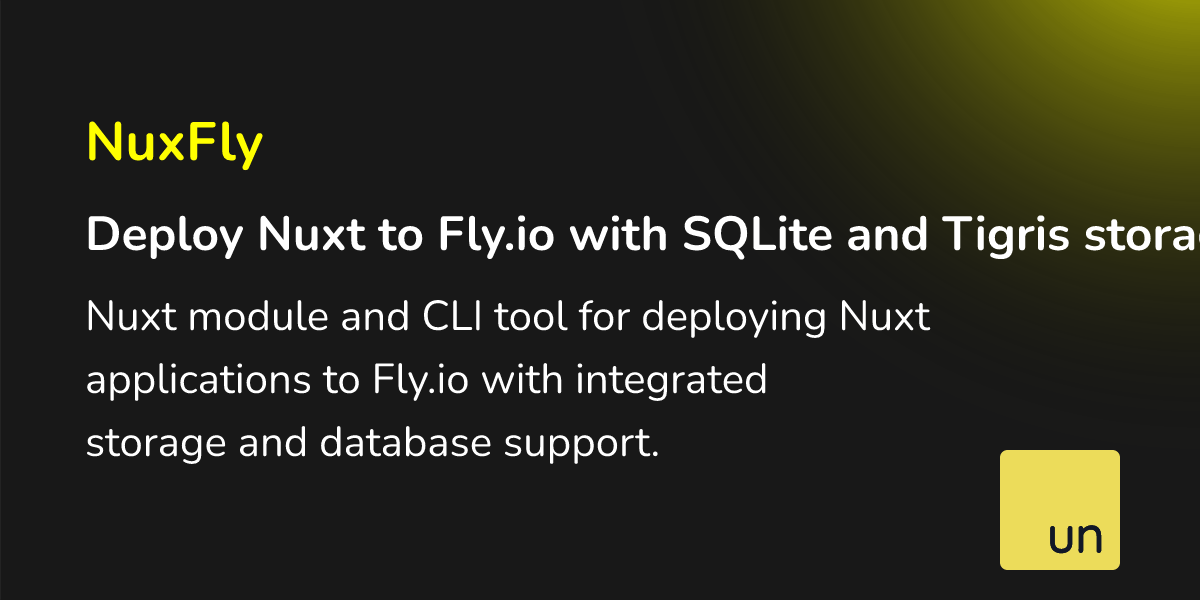 NuxFly
Deploy Nuxt to Fly.io with SQLite and Tigris
Nuxt module and CLI tool for deploying Nuxt
applications to Fly.io with integrated
storage and database support.
un